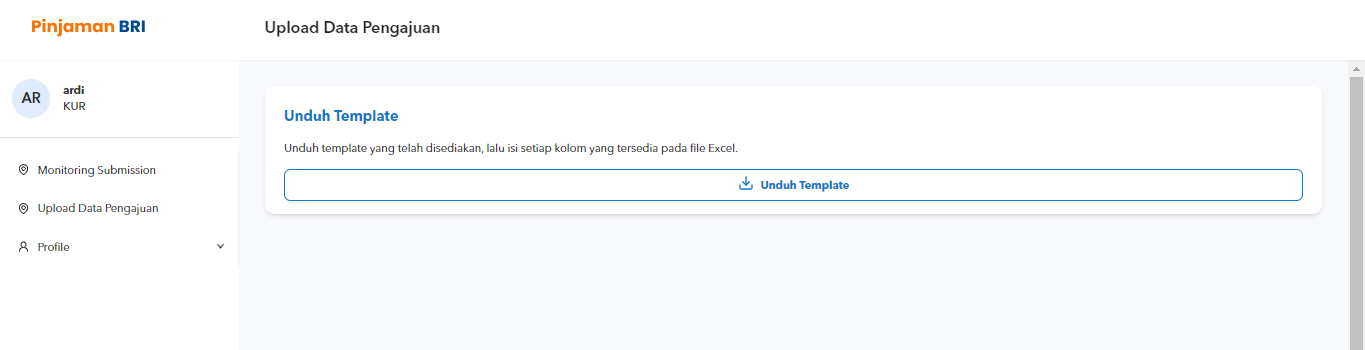 Pinjaman BRI
Upload Data Pengajuan
AR
ardi
KUR
Monitoring Submission
Upload Data Pengajuan
Profile
Unduh Template
Unduh template yang telah disediakan, lalu isi setiap kolom yang tersedia pada file Excel.
Unduh Template